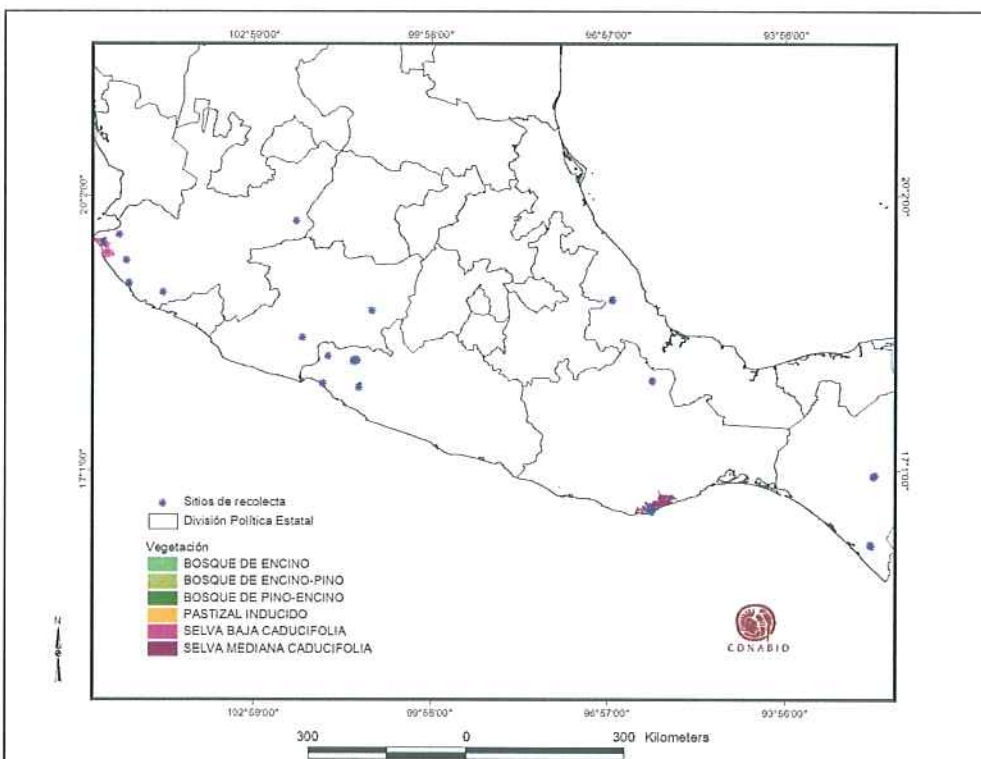 102°59'00" 99°58'00" 96°57'00" 93°56'00"
20°2'00" 20°2'00"
17°1'00" 17°1'00"
Sitios de recolecta
División Política Estatal
Vegetación
BOSQUE DE ENCINO
BOSQUE DE ENCINO-PINO
BOSQUE DE PINO-ENCINO
PASTIZAL INDUCIDO
SELVA BAJA CADUCIFOLIA
SELVA MEDIANA CADUCIFOLIA
CONABIO
N
102°59'00" 99°58'00" 96°57'00" 93°56'00"
300 0 300 Kilometers